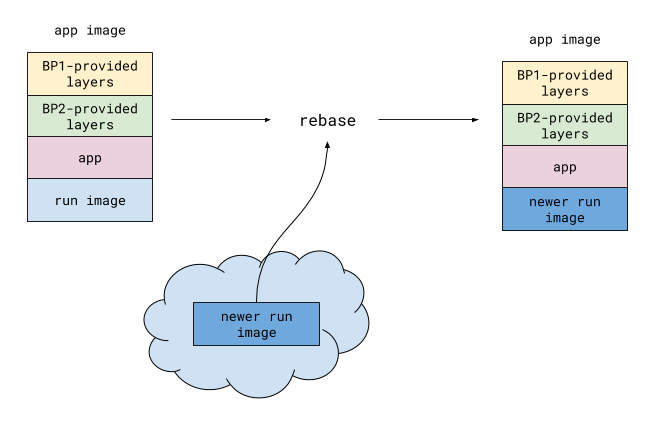 app image
BP1-provided
layers
BP2-provided
layers
app
run image
rebase
newer run
image
app image
BP1-provided
layers
BP2-provided
layers
app
newer run
image